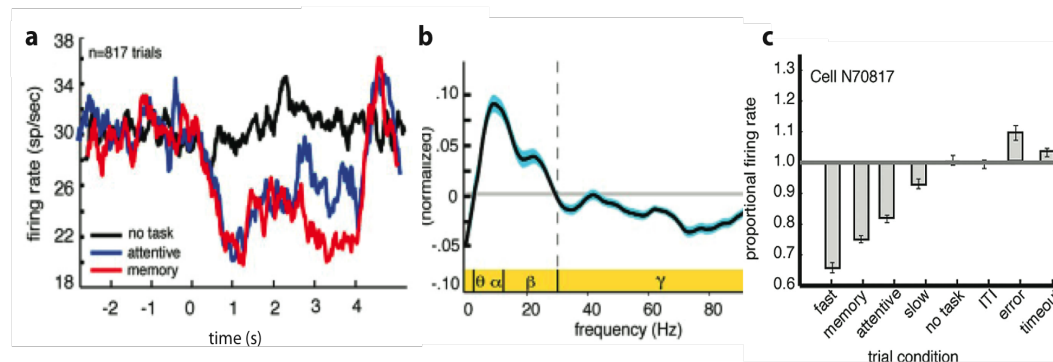 a
38
34
30
26
22
18
n=817 trials
firing rate (sp/sec)
no task
attentive
memory
-2
-1
0
1
2
3
4
time (s)
b
.10
0.05
0
-.05
-.10
(normalized)
θ α β γ
0
20
40
60
80
frequency (Hz)
c
1.3
1.2
1.1
1.0
0.9
0.8
0.7
0.6
Cell N70817
proportional firing rate
fast
memory
attentive
slow
no task
ITI
error
timeout
trial condition